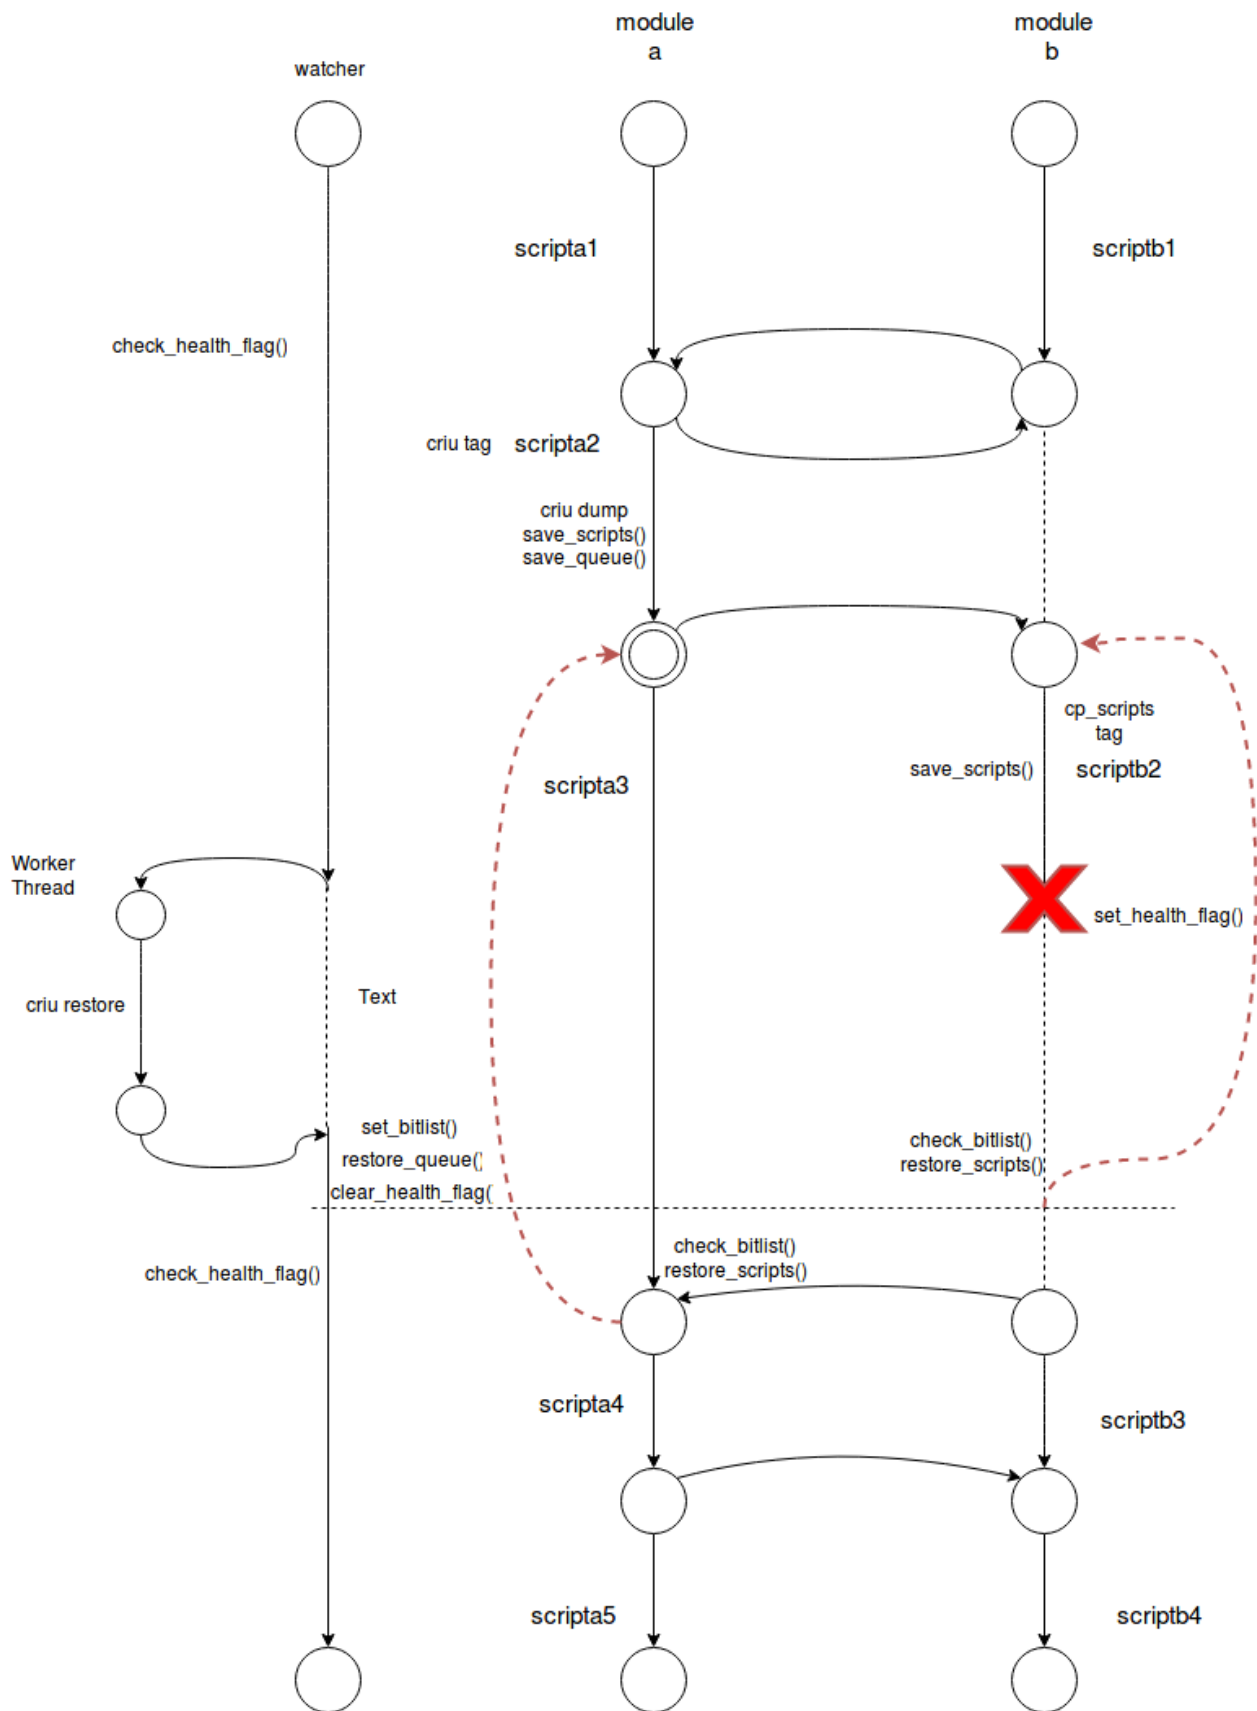 module
a
module
b
watcher
scripta1
scriptb1
check_health_flag()
criu tag
scripta2
criu dump
save_scripts()
save_queue()
cp_scripts
tag
save_scripts()
scriptb2
scripta3
Worker
Thread
set_health_flag()
criu restore
Text
set_bitlist()
restore_queue()
clear_health_flag(
check_bitlist()
restore_scripts()
check_health_flag()
check_bitlist()
restore_scripts()
scripta4
scriptb3
scripta5
scriptb4